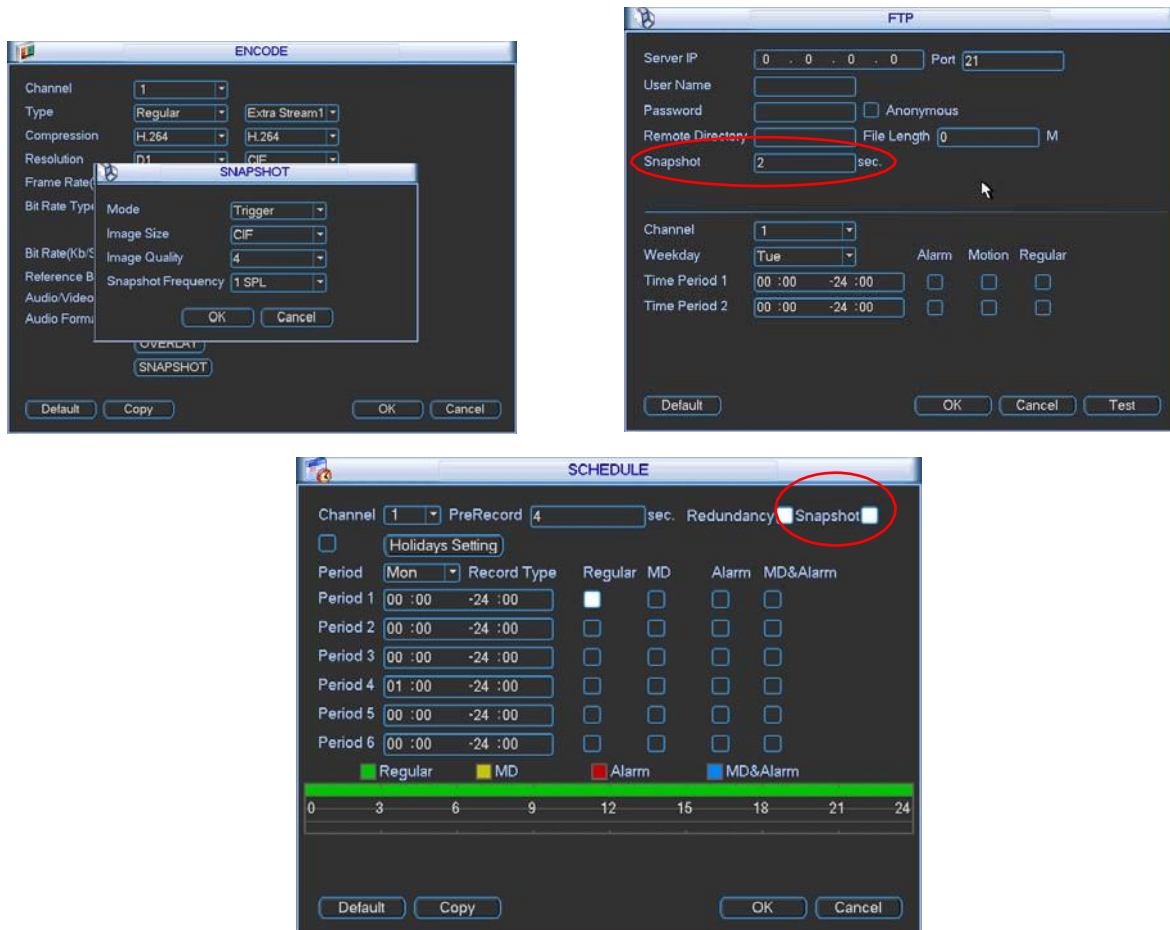 ENCODE
Channel 1
Type Regular Extra Stream1
Compression H.264 H.264
Resolution D1 CIF
Frame Rate(
Bit Rate Type
Bit Rate(Kb/S
Reference B
Audio/Video
Audio Forma
SNAPSHOT
Mode Trigger
Image Size CIF
Image Quality 4
Snapshot Frequency 1 SPL
OK Cancel
OVERLAY
SNAPSHOT
Default Copy OK Cancel
FTP
Server IP 0 . 0 . 0 . 0 Port 21
User Name
Password Anonymous
Remote Directory File Length 0 M
Snapshot 2 sec.
Channel 1
Weekday Tue Alarm Motion Regular
Time Period 1 00 :00 -24 :00
Time Period 2 00 :00 -24 :00
Default OK Cancel Test
SCHEDULE
Channel 1 PreRecord 4 sec. Redundancy Snapshot
Holidays Setting
Period Mon Record Type Regular MD Alarm MD&Alarm
Period 1 00 :00 -24 :00
Period 2 00 :00 -24 :00
Period 3 00 :00 -24 :00
Period 4 01 :00 -24 :00
Period 5 00 :00 -24 :00
Period 6 00 :00 -24 :00
Regular MD Alarm MD&Alarm
0 3 6 9 12 15 18 21 24
Default Copy OK Cancel